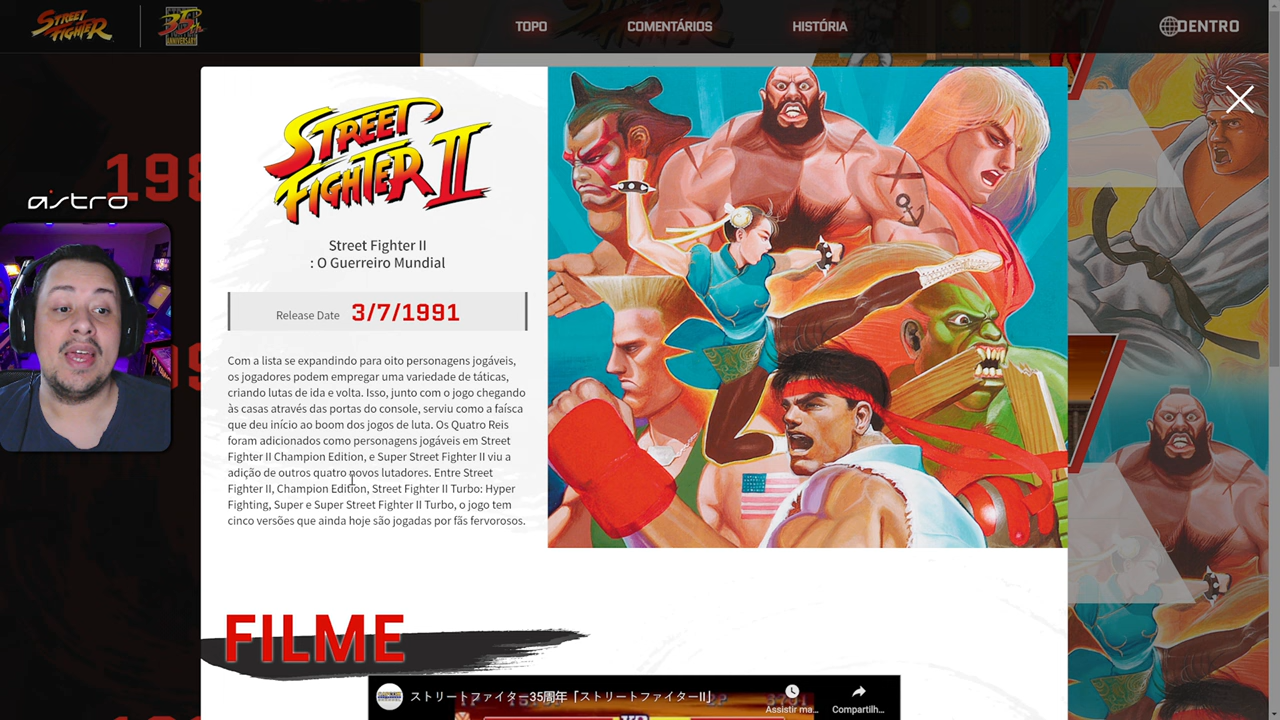 STREET FIGHTER
35th
ANNIVERSARY
TOPO
COMENTÁRIOS
HISTÓRIA
DENTRO
198
astro
STREET FIGHTER II
Street Fighter II
: O Guerreiro Mundial
Release Date 3/7/1991
Com a lista se expandindo para oito personagens jogáveis,
os jogadores podem empregar uma variedade de táticas,
criando lutas de ida e volta. Isso, junto com o jogo chegando
às casas através das portas do console, serviu como a faísca
que deu início ao boom dos jogos de luta. Os Quatro Reis
foram adicionados como personagens jogáveis em Street
Fighter II Champion Edition, e Super Street Fighter II viu a
adição de outros quatro novos lutadores. Entre Street
Fighter II, Champion Edition, Street Fighter II Turbo Hyper
Fighting, Super e Super Street Fighter II Turbo, o jogo tem
cinco versões que ainda hoje são jogadas por fãs fervorosos.
FILME
ストリートファイター35周年「ストリートファイターII」
Assistir ma...
Compartilh...